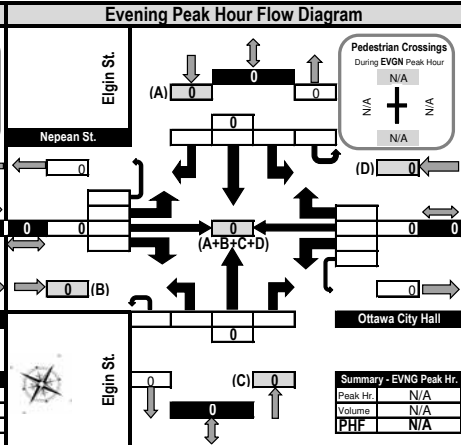 Evening Peak Hour Flow Diagram
Elgin St.
0
(A) 0
0
Pedestrian Crossings
During EVGN Peak Hour
N/A
N/A
N/A
N/A
Nepean St.
0
0
(D) 0
0 0
0
0 0
(A+B+C+D)
0 (B)
0
0
Ottawa City Hall
Elgin St.
0
(C) 0
0
Summary - EVNG Peak Hr.
Peak Hr. N/A
Volume N/A
PHF N/A